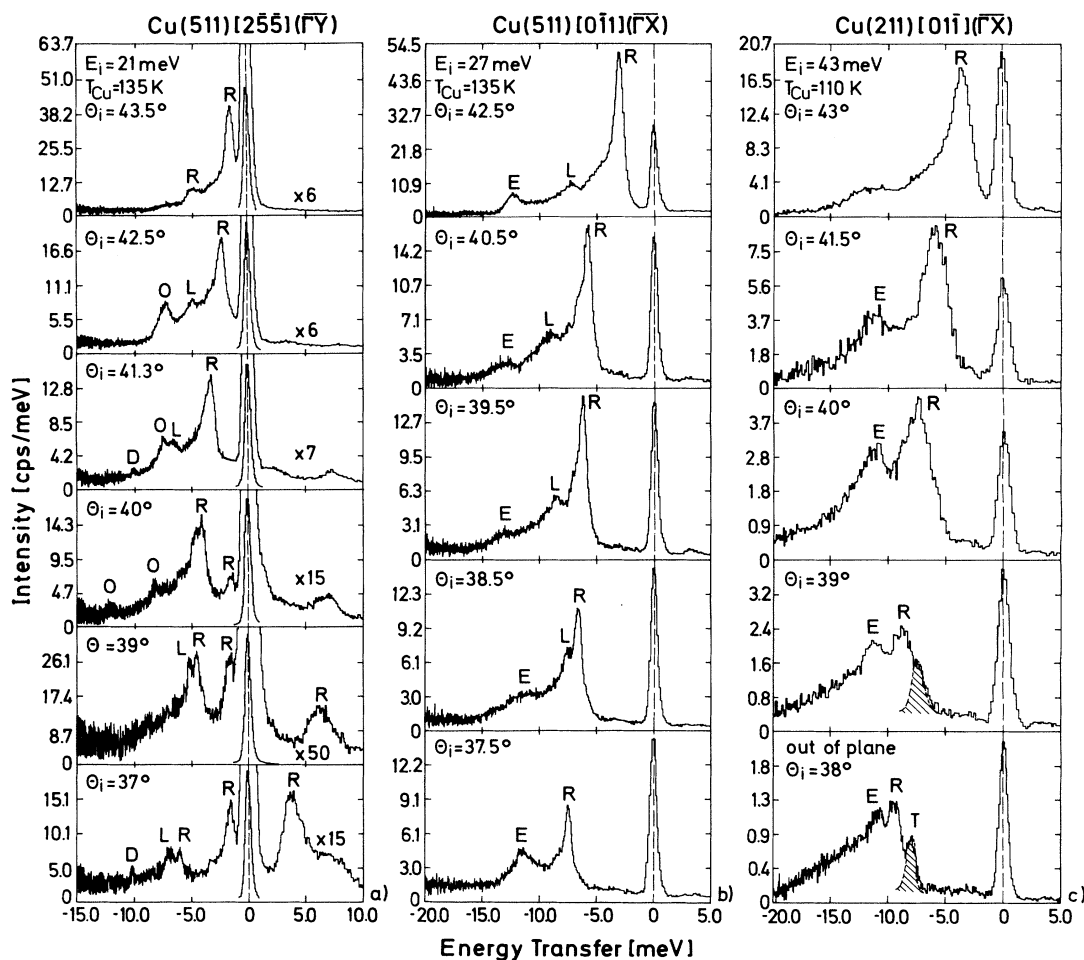 Cu(511)[25̄5̄](Γ̄Ȳ)
Cu(511)[01̄1](Γ̄X̄)
Cu(211)[011̄](Γ̄X̄)
Intensity [cps/meV]
63.7
51.0
38.2
25.5
12.7
0
Ei = 21 meV
TCu=135 K
Θi = 43.5°
R
R
x6
16.6
11.1
5.5
0
Θi = 42.5°
O
L
R
x6
12.8
8.5
4.2
0
Θi = 41.3°
D
O
L
R
x7
14.3
9.5
4.7
0
Θi = 40°
O
O
R
R
x15
26.1
17.4
8.7
0
Θ = 39°
L
R
R
R
x50
15.1
10.1
5.0
0
Θi = 37°
D
L
R
R
R
x15
a)
-15.0
-10.0
-5.0
0
5.0
10.0
54.5
43.6
32.7
21.8
10.9
0
Ei = 27 meV
TCu=135 K
Θi = 42.5°
E
L
R
14.2
10.7
7.1
3.5
0
Θi = 40.5°
E
L
R
12.7
9.5
6.3
3.1
0
Θi = 39.5°
E
L
R
12.3
9.2
6.1
3.0
0
Θi = 38.5°
E
L
R
12.2
9.1
6.1
3.0
0
Θi = 37.5°
E
R
b)
-20.0
-15.0
-10.0
-5.0
0
5.0
20.7
16.6
12.4
8.3
4.1
0
Ei = 43 meV
TCu=110 K
Θi = 43°
R
7.5
5.6
3.7
1.8
0
Θi = 41.5°
E
R
3.7
2.8
1.8
0.9
0
Θi = 40°
E
R
3.2
2.4
1.6
0.8
0
Θi = 39°
E
R
1.8
1.3
0.9
0.4
0
out of plane
Θi = 38°
E
R
T
c)
-20.0
-15.0
-10.0
-5.0
0
5.0
Energy Transfer [meV]